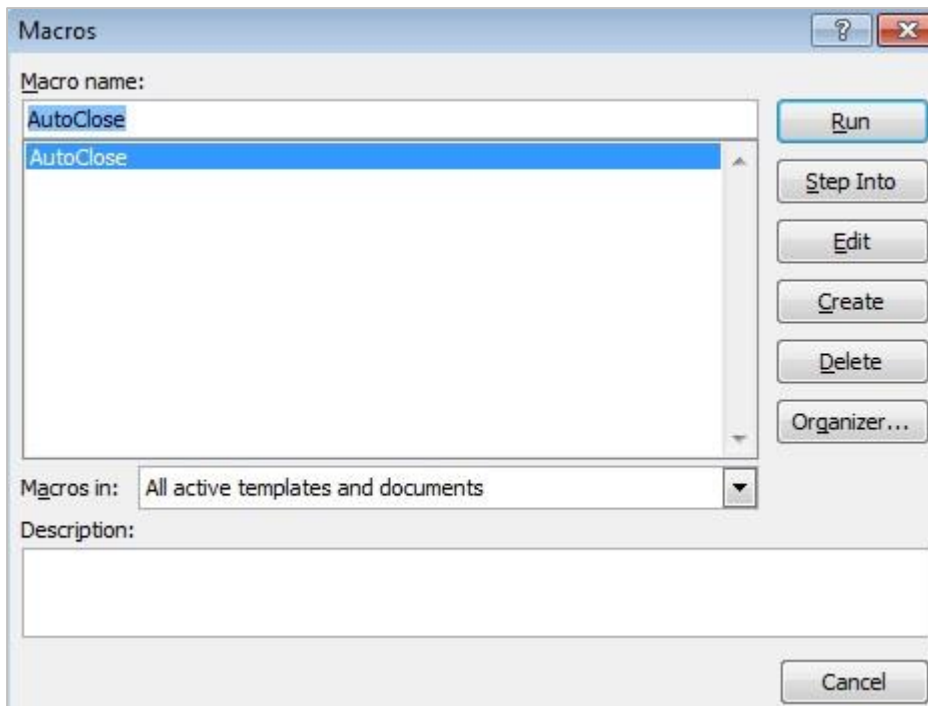 Macros
Macro name:
AutoClose
AutoClose
Run
Step Into
Edit
Create
Delete
Organizer...
Macros in: All active templates and documents
Description:
Cancel